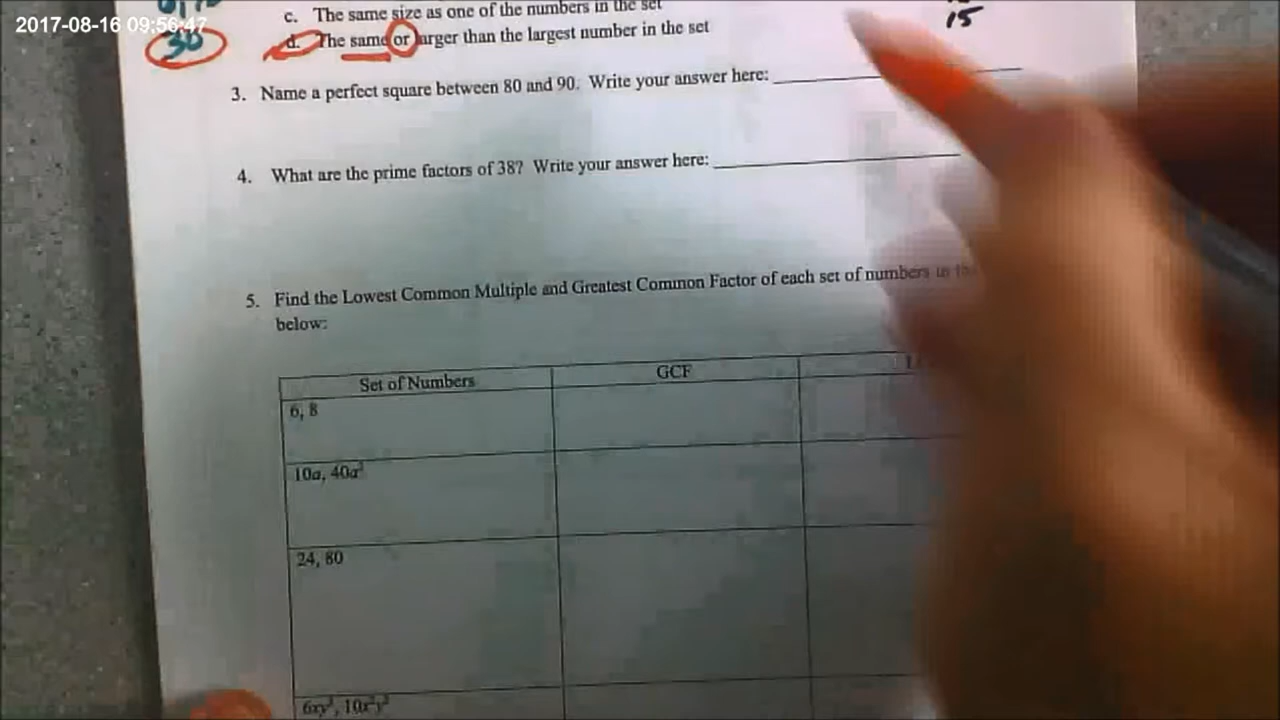 2017-08-16 09:56:47
c. The same size as one of the numbers in the set
15
30
d. The same or larger than the largest number in the set
3. Name a perfect square between 80 and 90. Write your answer here:
4. What are the prime factors of 38? Write your answer here:
5. Find the Lowest Common Multiple and Greatest Common Factor of each set of numbers in
below:
Set of Numbers GCF
6, 8
10a, 40a
24, 80